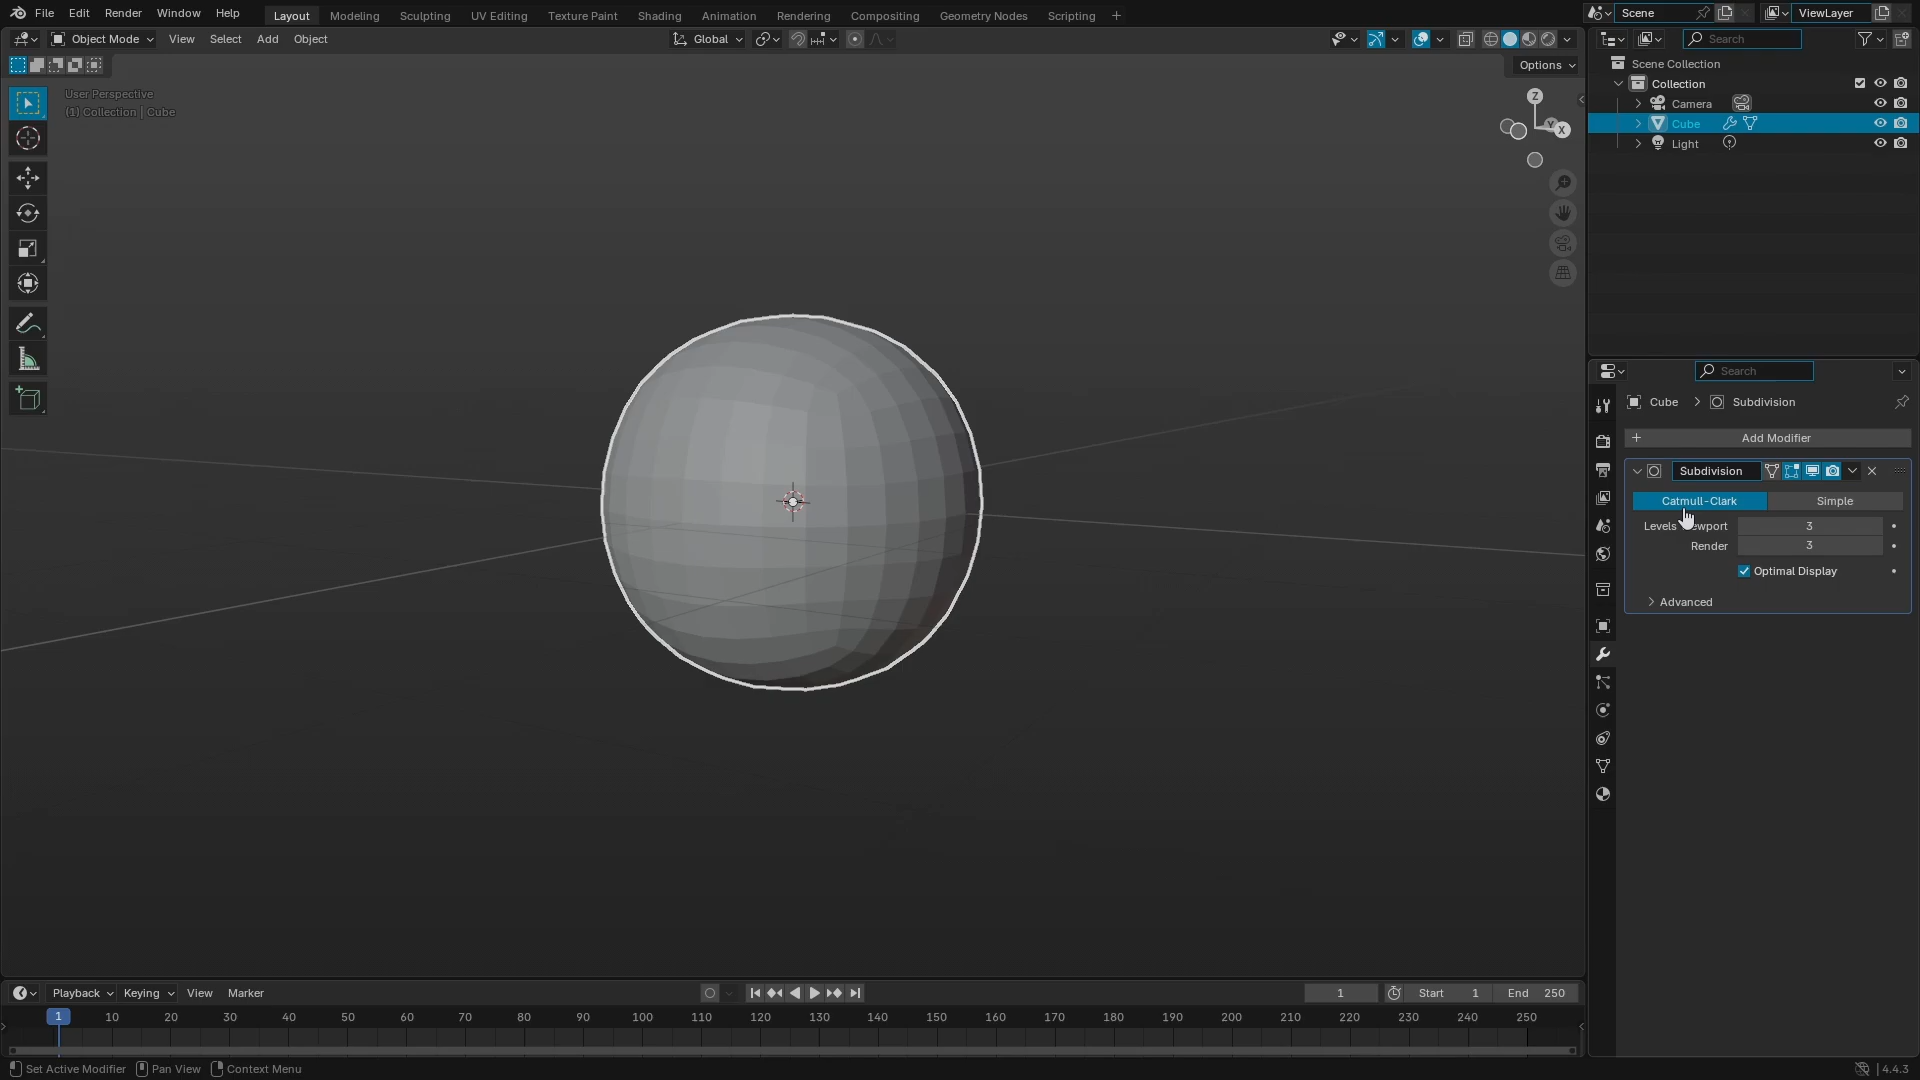 File Edit Render Window Help Layout Modeling Sculpting UV Editing Texture Paint Shading Animation Rendering Compositing Geometry Nodes Scripting + Scene ViewLayer
Object Mode View Select Add Object Global Search
Options
User Perspective
(1) Collection | Cube
Z
Y
X
Scene Collection
Collection
Camera
Cube
Light
Search
Cube > Subdivision
+ Add Modifier
Subdivision
Catmull-Clark Simple
Levels ewport 3
Render 3
Optimal Display
Advanced
Playback Keying View Marker 1 Start 1 End 250
1 10 20 30 40 50 60 70 80 90 100 110 120 130 140 150 160 170 180 190 200 210 220 230 240 250
Set Active Modifier Pan View Context Menu 4.4.3